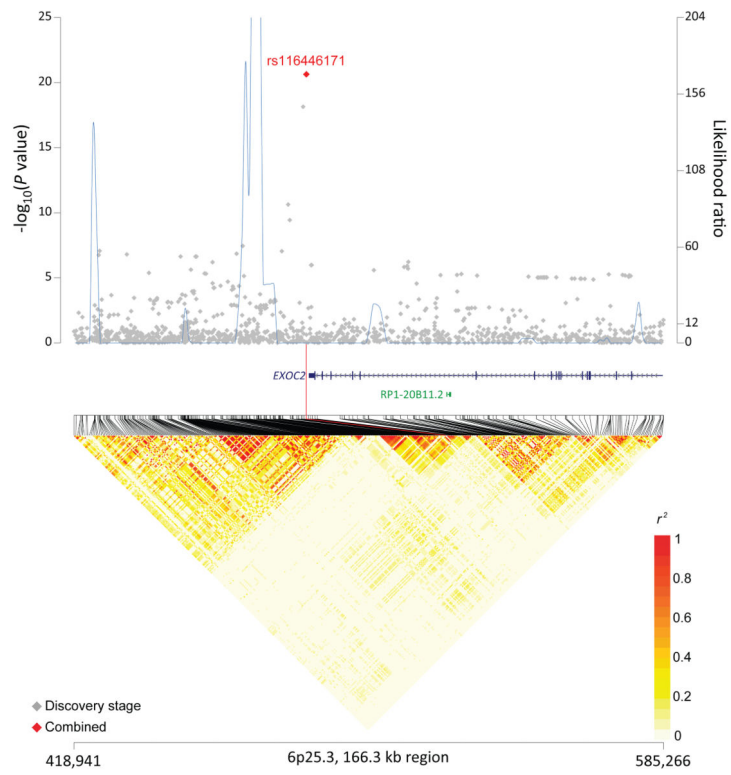 25
20
15
10
5
0
-log10(P value)
rs116446171
204
156
108
60
12
0
Likelihood ratio
EXOC2
RP1-20B11.2
r2
1
0.8
0.6
0.4
0.2
0
Discovery stage
Combined
418,941
6p25.3, 166.3 kb region
585,266